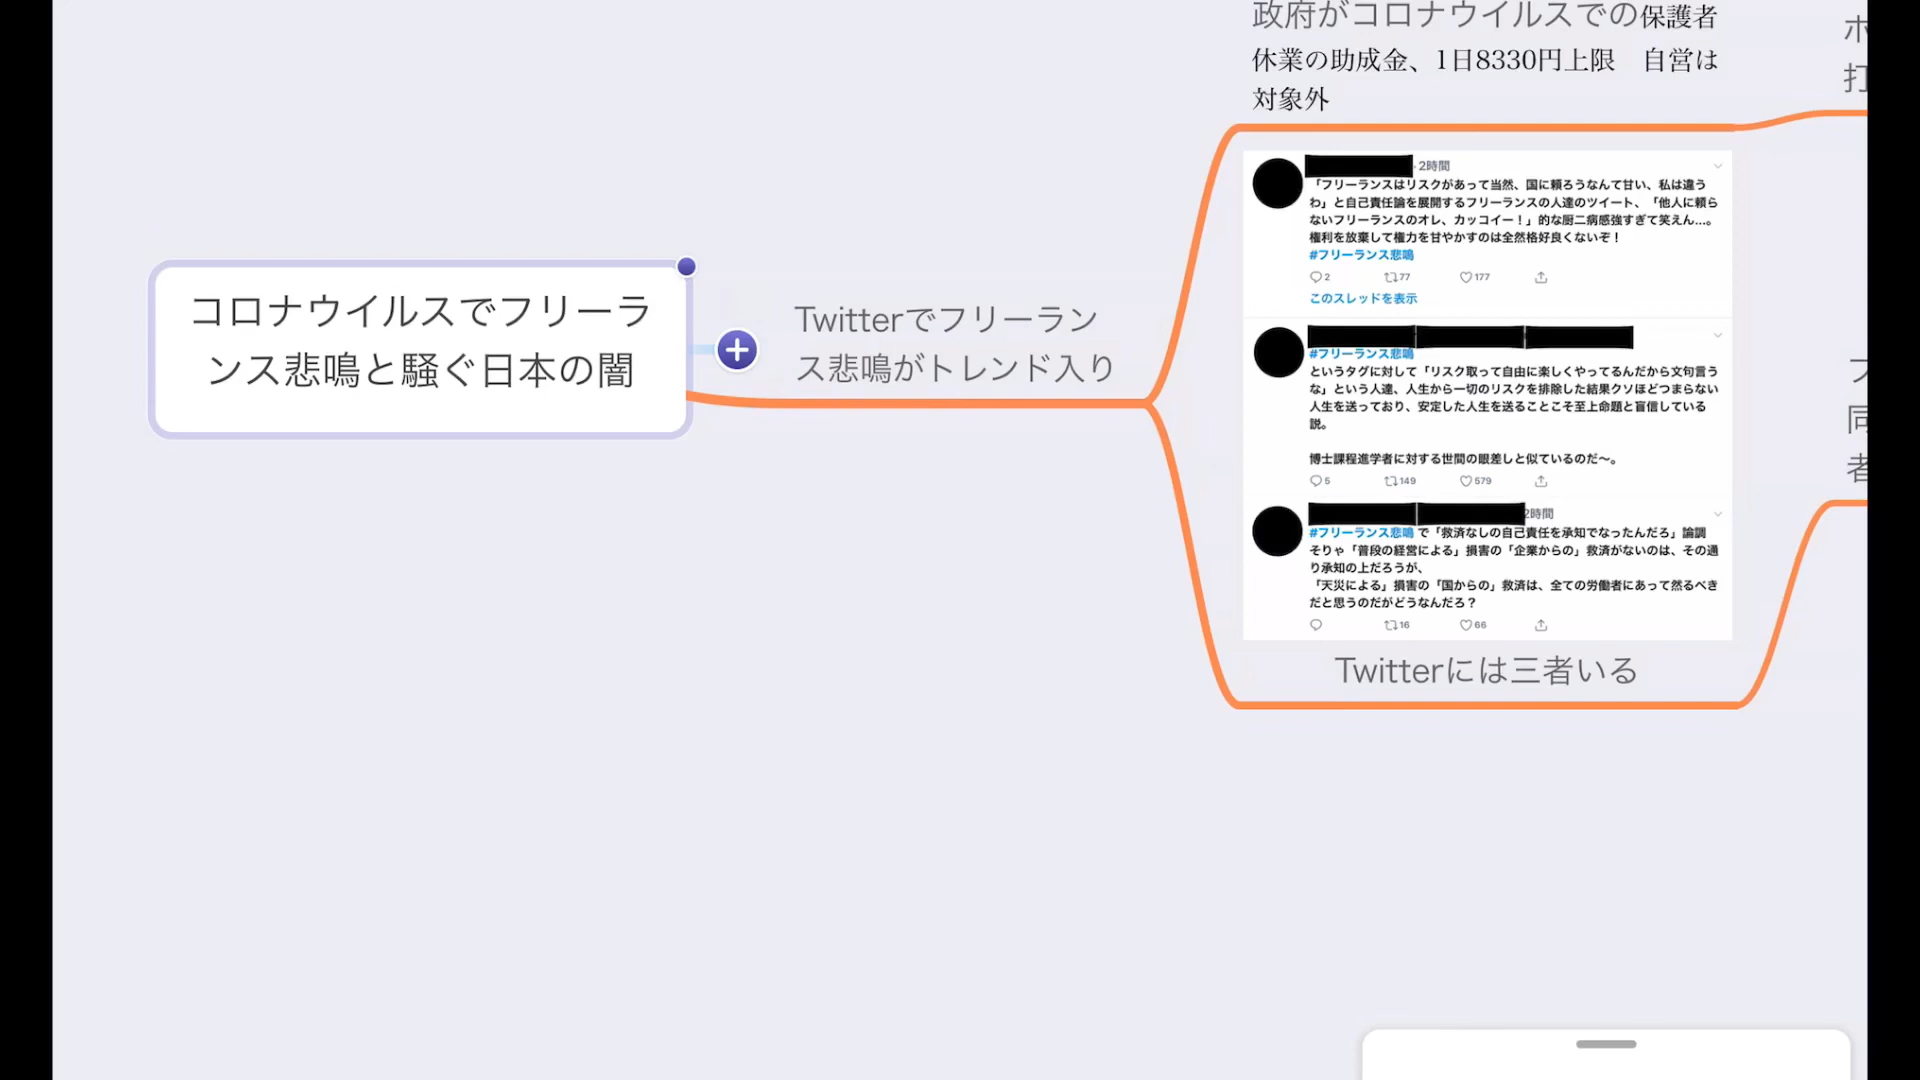 コロナウイルスでフリーラ
ンス悲鳴と騒ぐ日本の闇
Twitterでフリーラン
ス悲鳴がトレンド入り
政府がコロナウイルスでの保護者
休業の助成金、1日8330円上限　自営は
対象外
2時間
「フリーランスはリスクがあって当然、国に頼ろうなんて甘い、私は違う
わ」と自己責任論を展開するフリーランスの人達のツイート、「他人に頼ら
ないフリーランスのオレ、カッコイー！」的な厨二病感強すぎて笑えん…。
権利を放棄して権力を甘やかすのは全然格好良くないぞ！
#フリーランス悲鳴
2 77 177
このスレッドを表示
#フリーランス悲鳴
というタグに対して「リスク取って自由に楽しくやってるんだから文句言う
な」という人達、人生から一切のリスクを排除した結果クソほどつまらない
人生を送っており、安定した人生を送ることこそ至上命題と盲信している
説。
博士課程進学者に対する世間の眼差しと似ているのだ〜。
5 149 579
2時間
#フリーランス悲鳴 で「救済なしの自己責任を承知でなったんだろ」論調
そりゃ「普段の経営による」損害の「企業からの」救済がないのは、その通
り承知の上だろうが、
「天災による」損害の「国からの」救済は、全ての労働者にあって然るべき
だと思うのだがどうなんだろ？
16 66
Twitterには三者いる
打
同
者